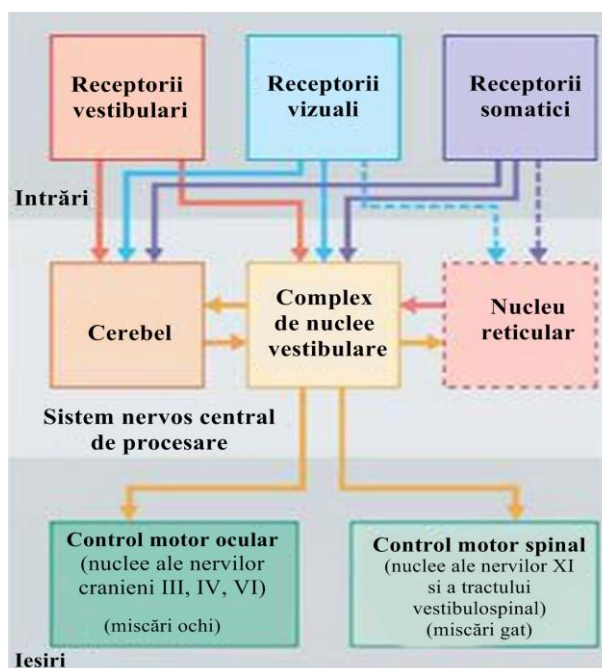 Receptorii
vestibulari
Receptorii
vizuali
Receptorii
somatici
Intrări
Cerebel
Complex
de nuclee
vestibulare
Nucleu
reticular
Sistem nervos central
de procesare
Control motor ocular
(nuclee ale nervilor
cranieni III, IV, VI)
(miscări ochi)
Control motor spinal
(nuclee ale nervilor XI
si a tractului
vestibulospinal)
(miscări gat)
Iesiri